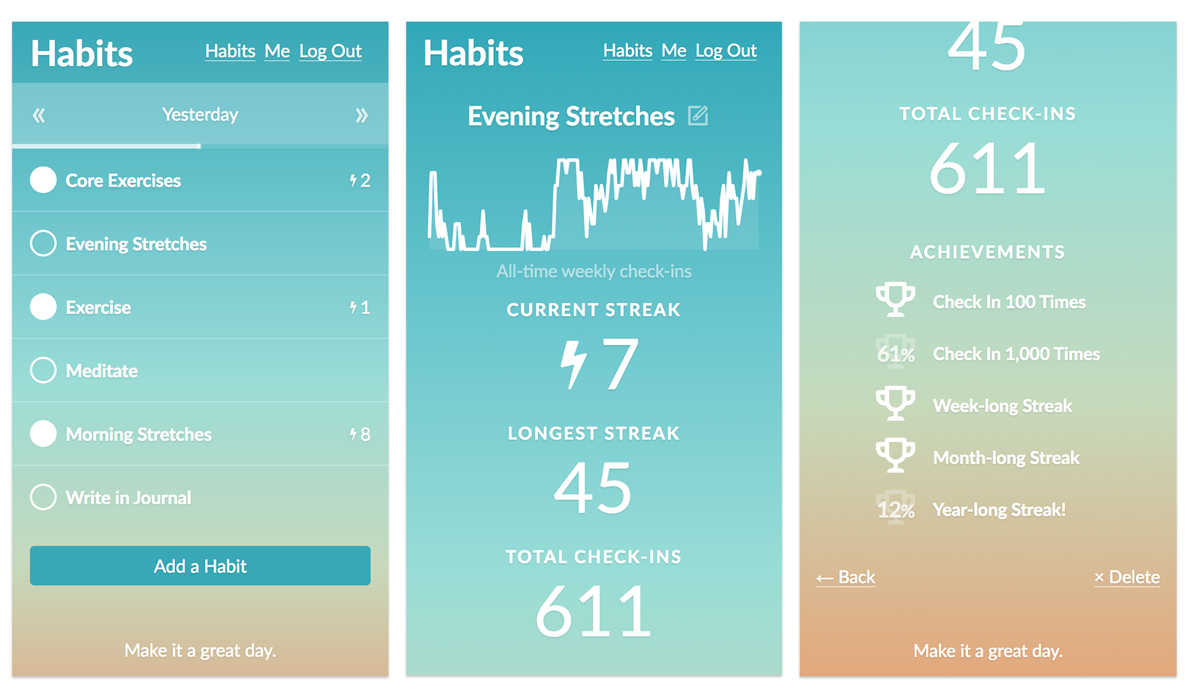 Habits
Habits Me Log Out
« Yesterday »
Core Exercises 2
Evening Stretches
Exercise 1
Meditate
Morning Stretches 8
Write in Journal
Add a Habit
Make it a great day.
Habits
Habits Me Log Out
Evening Stretches
All-time weekly check-ins
CURRENT STREAK
7
LONGEST STREAK
45
TOTAL CHECK-INS
611
45
TOTAL CHECK-INS
611
ACHIEVEMENTS
Check In 100 Times
61% Check In 1,000 Times
Week-long Streak
Month-long Streak
12% Year-long Streak!
← Back × Delete
Make it a great day.